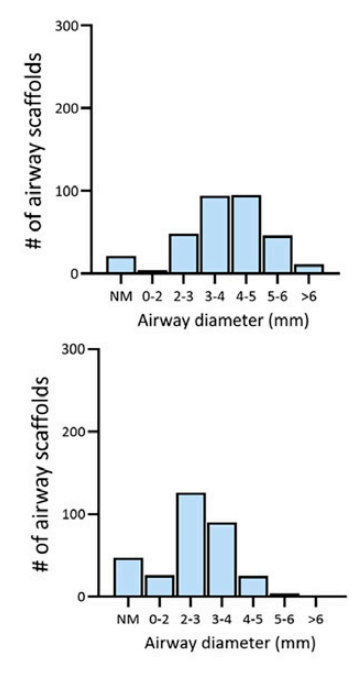 # of airway scaffolds
300
200
100
0
NM 0-2 2-3 3-4 4-5 5-6 >6
Airway diameter (mm)
# of airway scaffolds
300
200
100
0
NM 0-2 2-3 3-4 4-5 5-6 >6
Airway diameter (mm)